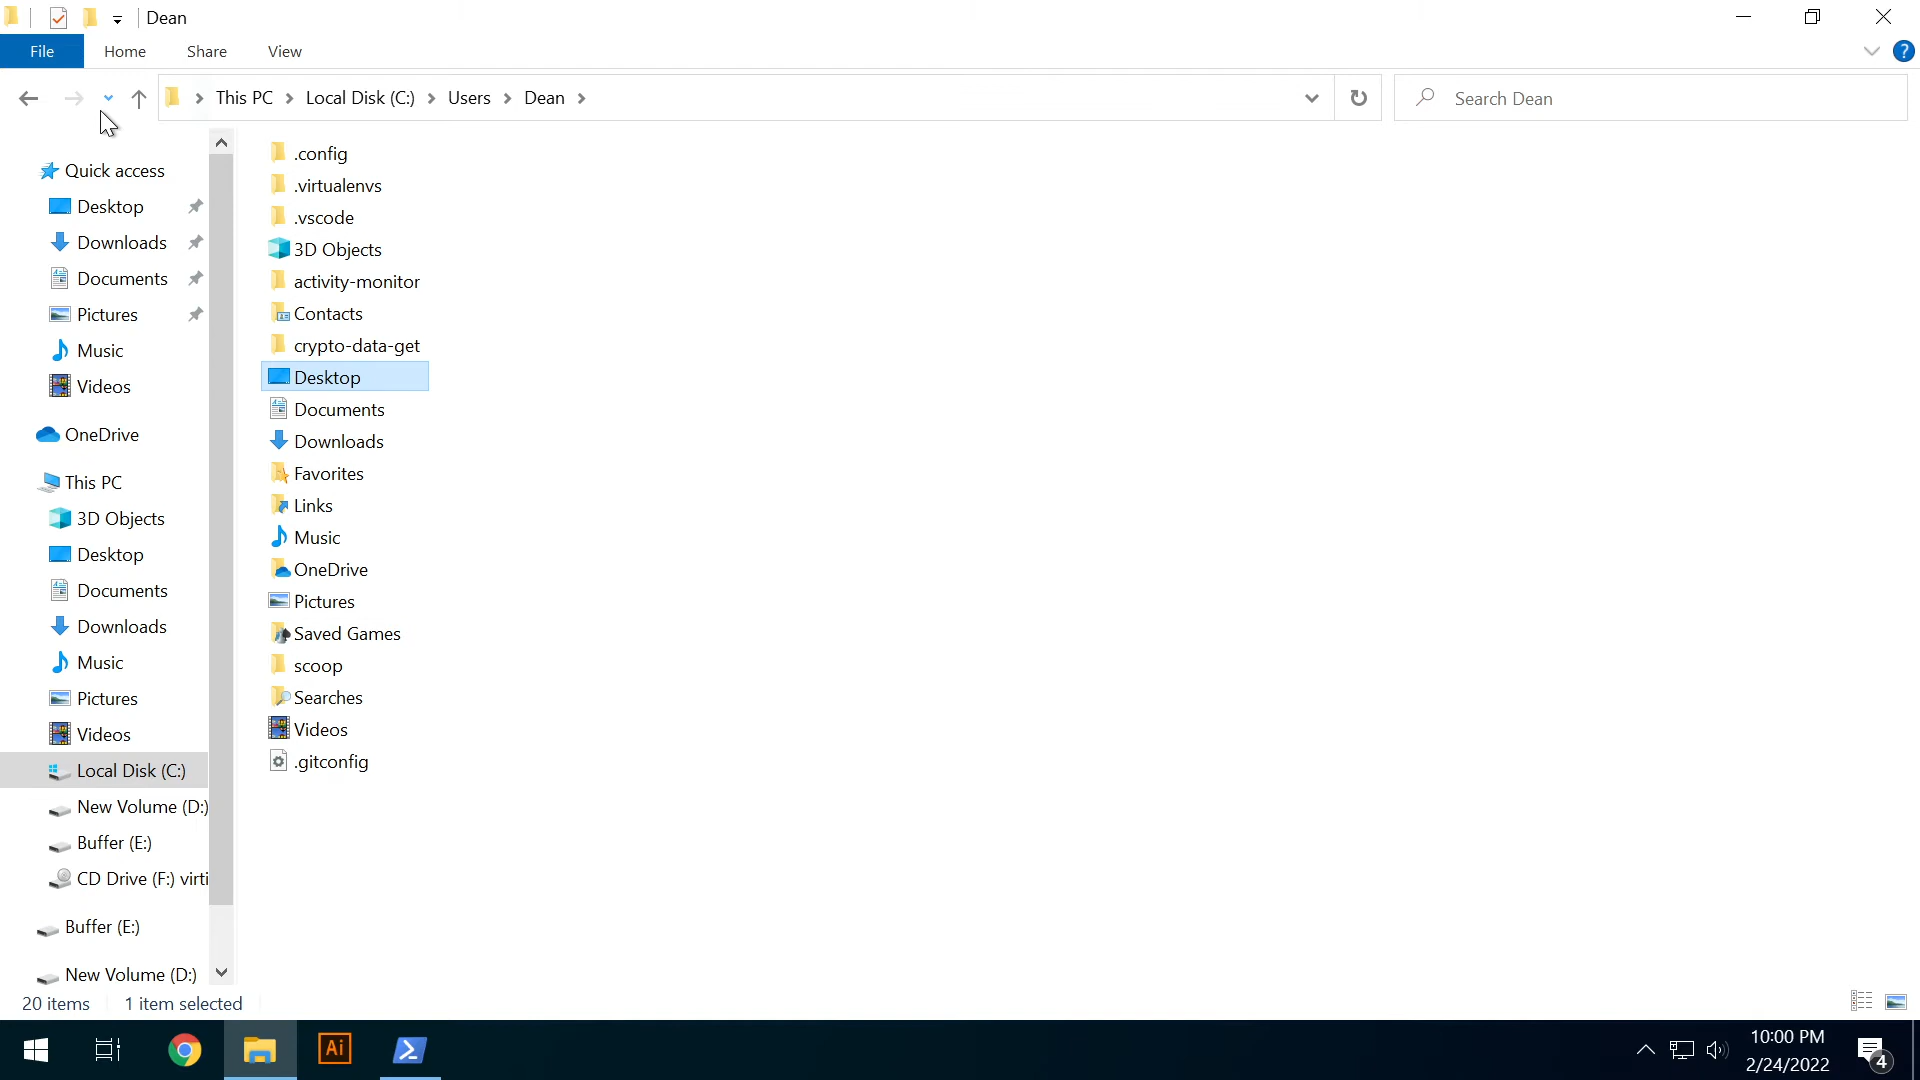 Dean
File Home Share View
This PC Local Disk (C:) Users Dean
Search Dean
Quick access
Desktop
Downloads
Documents
Pictures
Music
Videos
OneDrive
This PC
3D Objects
Desktop
Documents
Downloads
Music
Pictures
Videos
Local Disk (C:)
New Volume (D:)
Buffer (E:)
CD Drive (F:) virti
Buffer (E:)
New Volume (D:)
.config
.virtualenvs
.vscode
3D Objects
activity-monitor
Contacts
crypto-data-get
Desktop
Documents
Downloads
Favorites
Links
Music
OneDrive
Pictures
Saved Games
scoop
Searches
Videos
.gitconfig
20 items 1 item selected
Ai
10:00 PM
2/24/2022
4